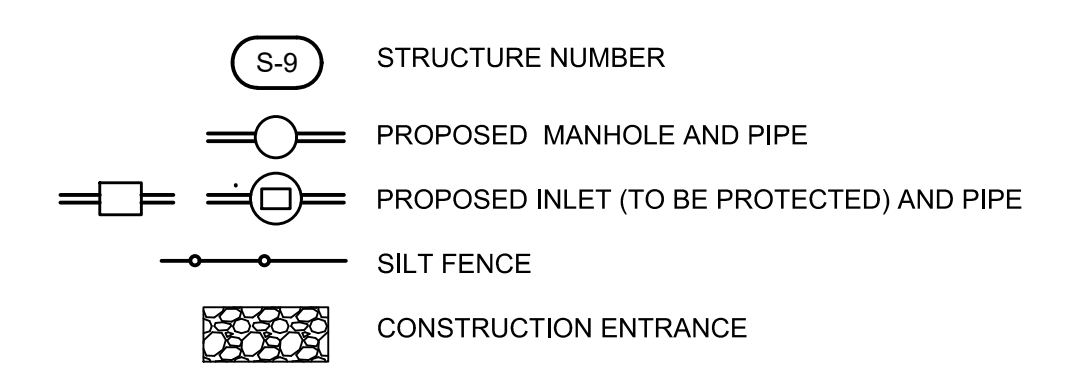 S-9 STRUCTURE NUMBER
PROPOSED MANHOLE AND PIPE
PROPOSED INLET (TO BE PROTECTED) AND PIPE
SILT FENCE
CONSTRUCTION ENTRANCE